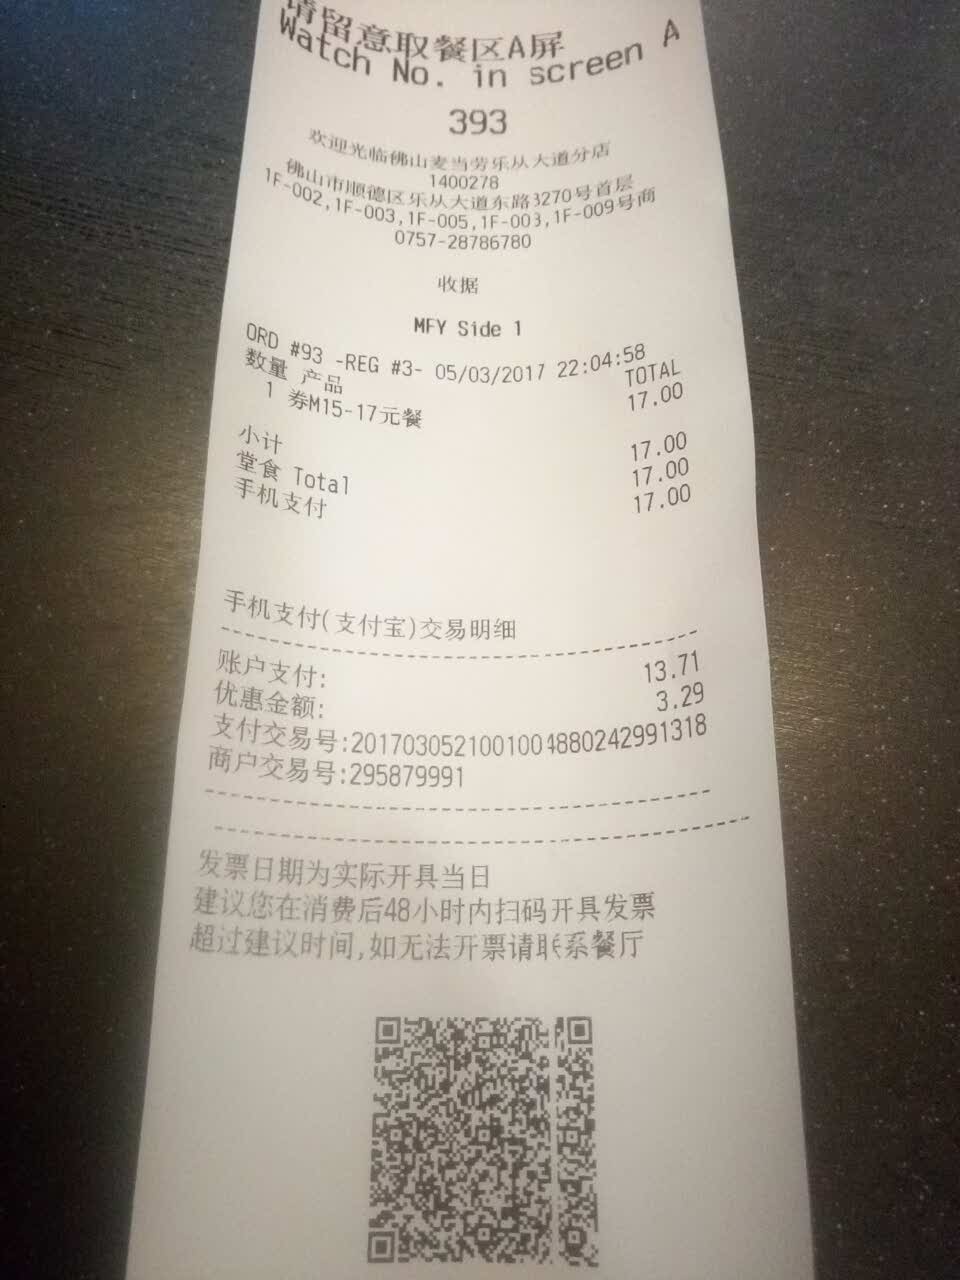 请留意取餐区A屏
Watch No. in screen A
393
欢迎光临佛山麦当劳乐从大道分店
1400278
佛山市顺德区乐从大道东路3270号首层
1F-002,1F-003,1F-005,1F-003,1F-009号商
0757-28786780
收据
MFY Side 1
ORD #93 -REG #3- 05/03/2017 22:04:58
数量 产品 TOTAL
1 券M15-17元餐 17.00
小计 17.00
堂食 Total 17.00
手机支付 17.00
手机支付(支付宝)交易明细
账户支付: 13.71
优惠金额: 3.29
支付交易号:2017030521001004880242991318
商户交易号:295879991
发票日期为实际开具当日
建议您在消费后48小时内扫码开具发票
超过建议时间,如无法开票请联系餐厅